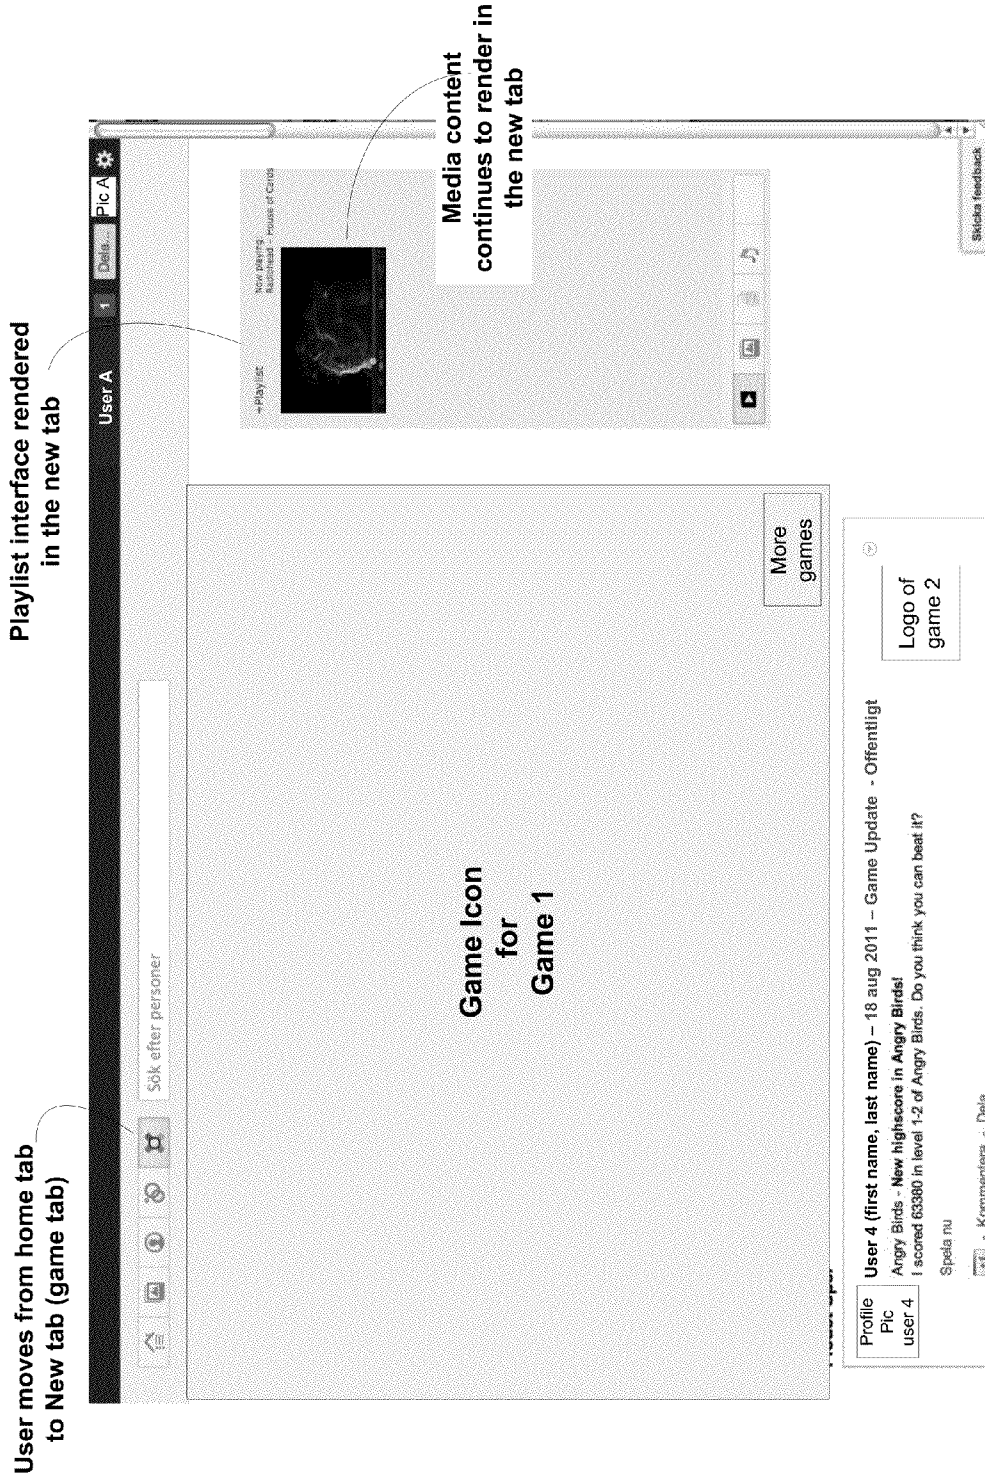 User moves from home tab
to New tab (game tab)
Playlist interface rendered
in the new tab
User A
1
Dela...
Pic A
Sök efter personer
+Playlist
Now playing
Radiohead - House of Cards
Media content
continues to render in
the new tab
Game Icon
for
Game 1
More
games
Profile
Pic
user 4
User 4 (first name, last name) – 18 aug 2011 – Game Update - Offentligt
Angry Birds - New highscore in Angry Birds!
I scored 63380 in level 1-2 of Angry Birds. Do you think you can beat it?
Spela nu
Logo of
game 2
- Kommentera - Dela
Skicka feedback